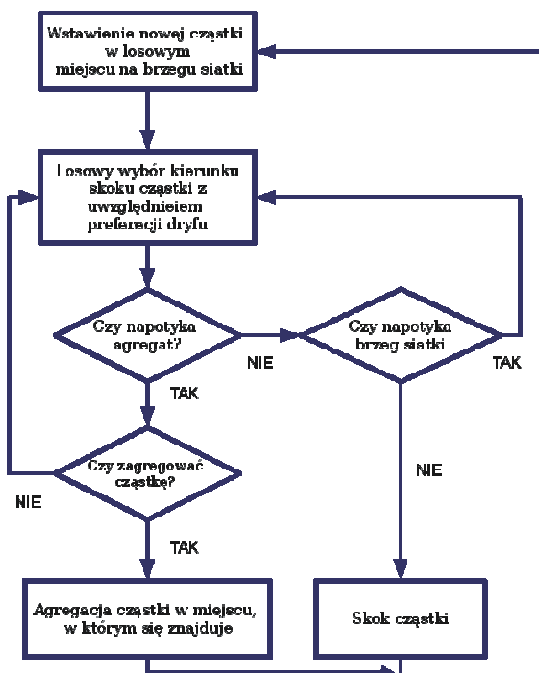 Wstawienie nowej cząstki
w losowym
miejscu na brzegu siatki
Losowy wybór kierunku
skoku cząstki z
uwzględnieiem
preferacji dryfu
Czy napotyka
agregat?
NIE
TAK
Czy napotyka
brzeg siatki
TAK
NIE
Czy zagregować
cząstkę?
NIE
TAK
Agregacja cząstki w miejscu,
w którym się znajduje
Skok cząstki